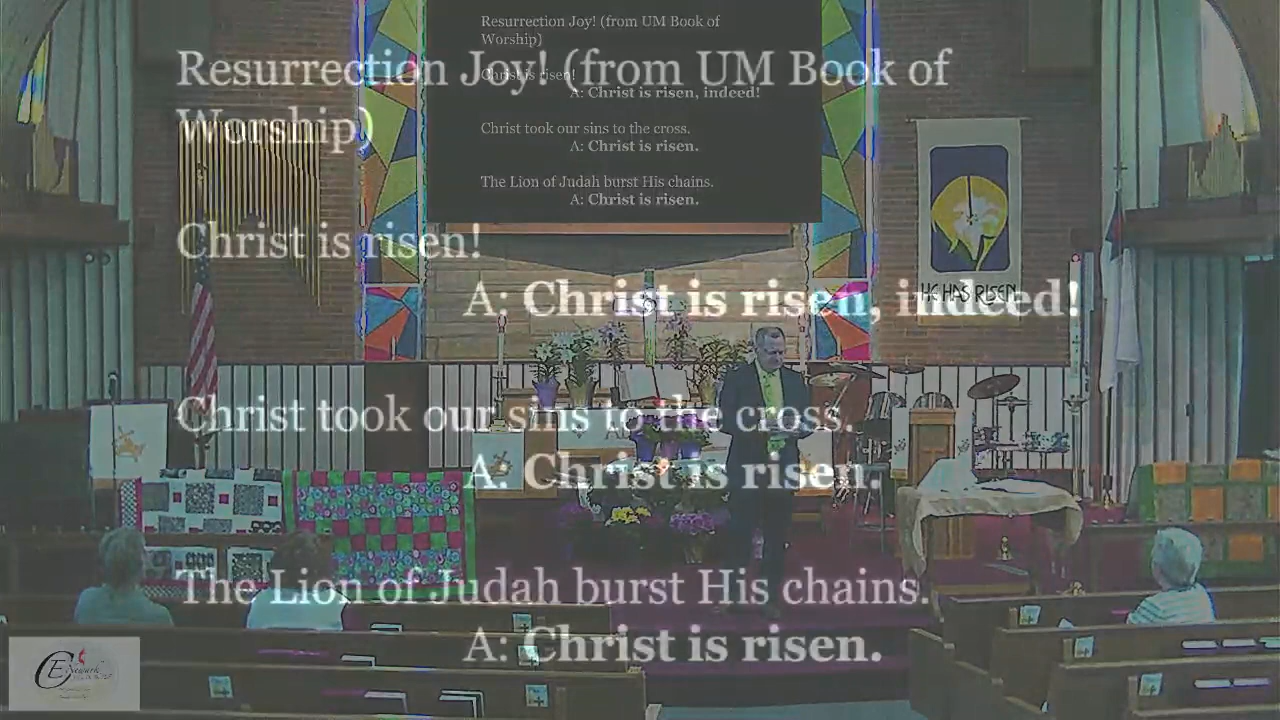 Resurrection Joy! (from UM Book of
Worship)
Christ is risen!
A: Christ is risen, indeed!
Christ took our sins to the cross.
A: Christ is risen.
The Lion of Judah burst His chains.
A: Christ is risen.
Resurrection Joy! (from UM Book of
Worship)
Christ is risen!
A: Christ is risen, indeed!
Christ took our sins to the cross.
A: Christ is risen.
The Lion of Judah burst His chains.
A: Christ is risen.
HE HAS RISEN
Newark